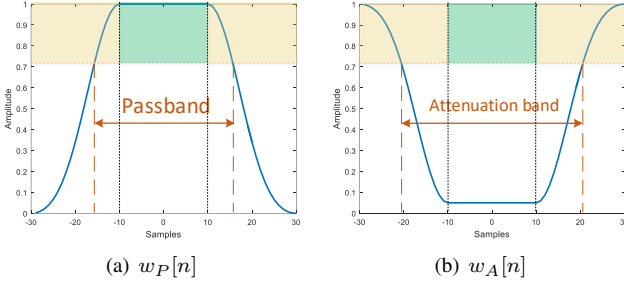 1
0.9
0.8
0.7
0.6
0.5
0.4
0.3
0.2
0.1
0
Amplitude
Passband
-30 -20 -10 0 10 20 30
Samples
(a) w_P[n]
1
0.9
0.8
0.7
0.6
0.5
0.4
0.3
0.2
0.1
0
Amplitude
Attenuation band
-30 -20 -10 0 10 20 30
Samples
(b) w_A[n]